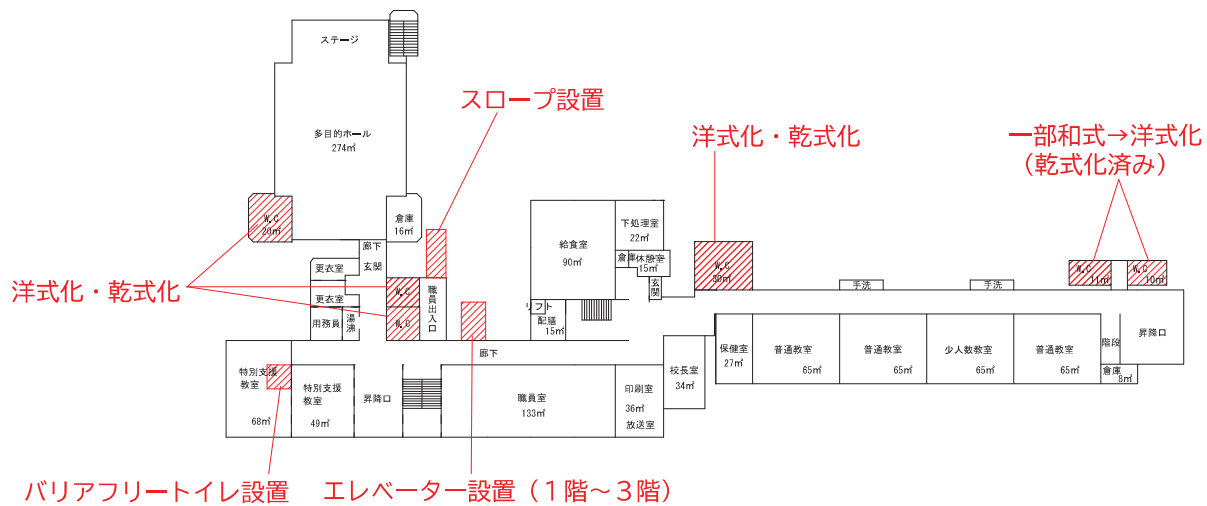 ステージ
多目的ホール
274㎡
スロープ設置
洋式化・乾式化
一部和式→洋式化
（乾式化済み）
W.C
20㎡
倉庫
16㎡
廊下
玄関
更衣室
更衣室
用務員
湯沸
洋式化・乾式化
W.C
W.C
職員出入口
給食室
90㎡
下処理室
22㎡
倉庫
休憩室
15㎡
玄関
リフト
配膳
15㎡
W.C
30㎡
手洗
手洗
W.C
11㎡
W.C
10㎡
廊下
特別支援
教室
68㎡
特別支援
教室
49㎡
昇降口
職員室
133㎡
印刷室
36㎡
放送室
校長室
34㎡
保健室
27㎡
普通教室
65㎡
普通教室
65㎡
少人数教室
65㎡
普通教室
65㎡
階段
倉庫
8㎡
昇降口
バリアフリートイレ設置
エレベーター設置（１階～３階）